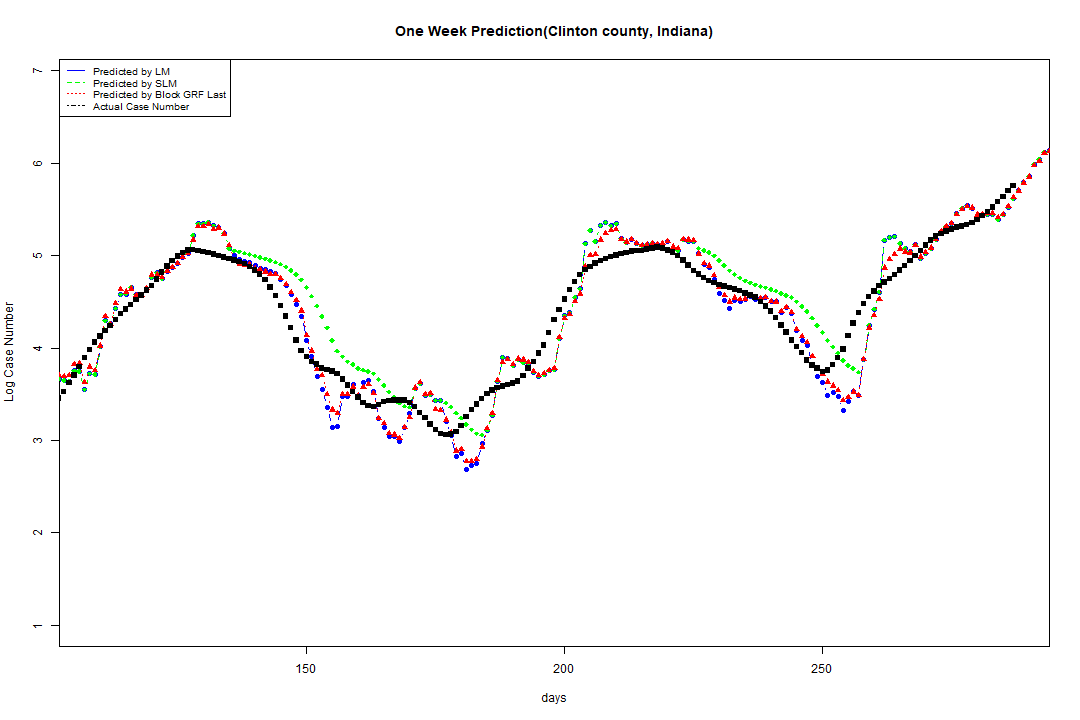 One Week Prediction(Clinton county, Indiana)
Predicted by LM
Predicted by SLM
Predicted by Block GRF Last
Actual Case Number
7
6
5
4
3
2
1
Log Case Number
150 200 250
days